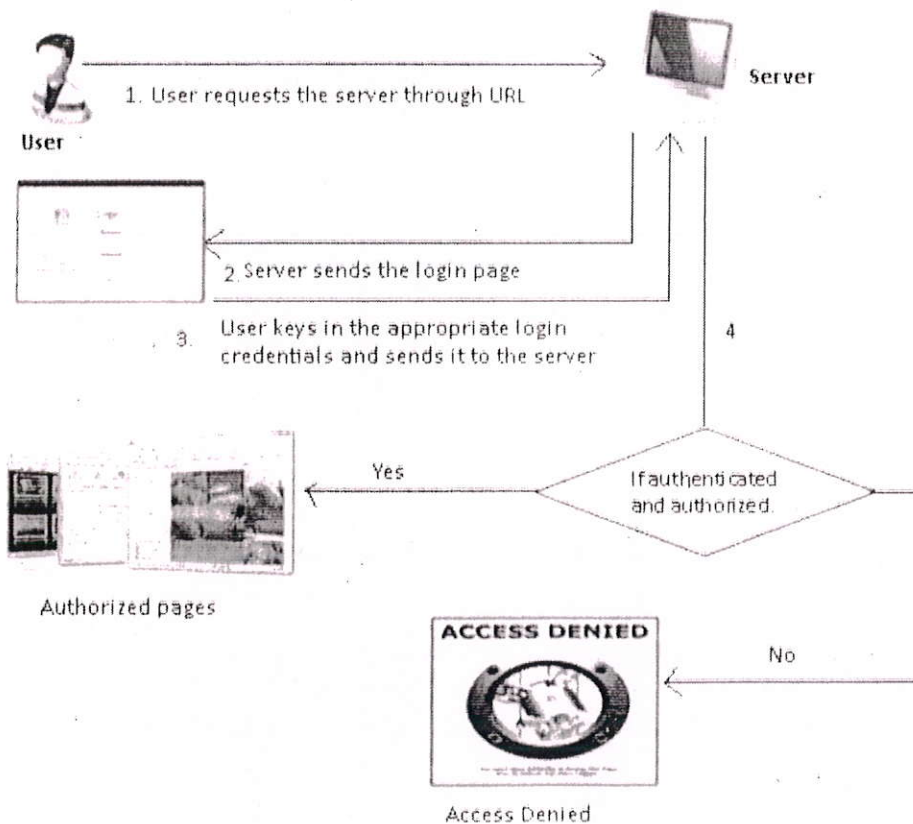 Server
1. User requests the server through URL
User
2. Server sends the login page
3. User keys in the appropriate login
credentials and sends it to the server
4
Yes
If authenticated
and authorized.
Authorized pages
ACCESS DENIED
No
Access Denied